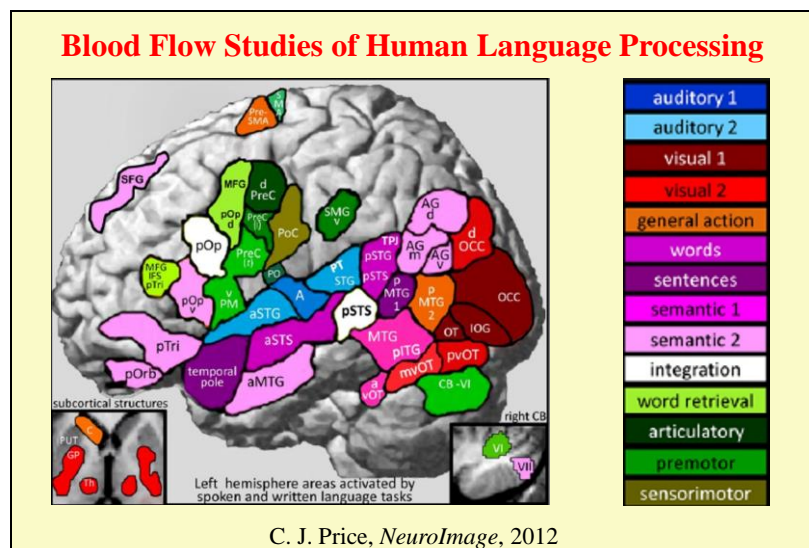 Blood Flow Studies of Human Language Processing
Pre-
SMA
SFG
MFG
d
PreC
pOp
d
PreC
(i)
PoC
SMG
v
pOp
PreC
(r)
PO
MFG
IFS
pTri
pOp
v
v
PM
aSTG
A
PT
STG
TPJ
pSTG
pSTS
p
MTG
1
AG
d
AG
m
AG
v
d
OCC
p
MTG
2
OCC
OT
IOG
pTri
pOrb
temporal
pole
aSTS
aMTG
pSTS
MTG
pITG
a
vOT
mvOT
pvOT
CB -VI
subcortical structures
C
PUT
GP
Th
Left hemisphere areas activated by
spoken and written language tasks
right CB
VI
VII
auditory 1
auditory 2
visual 1
visual 2
general action
words
sentences
semantic 1
semantic 2
integration
word retrieval
articulatory
premotor
sensorimotor
C. J. Price, NeuroImage, 2012